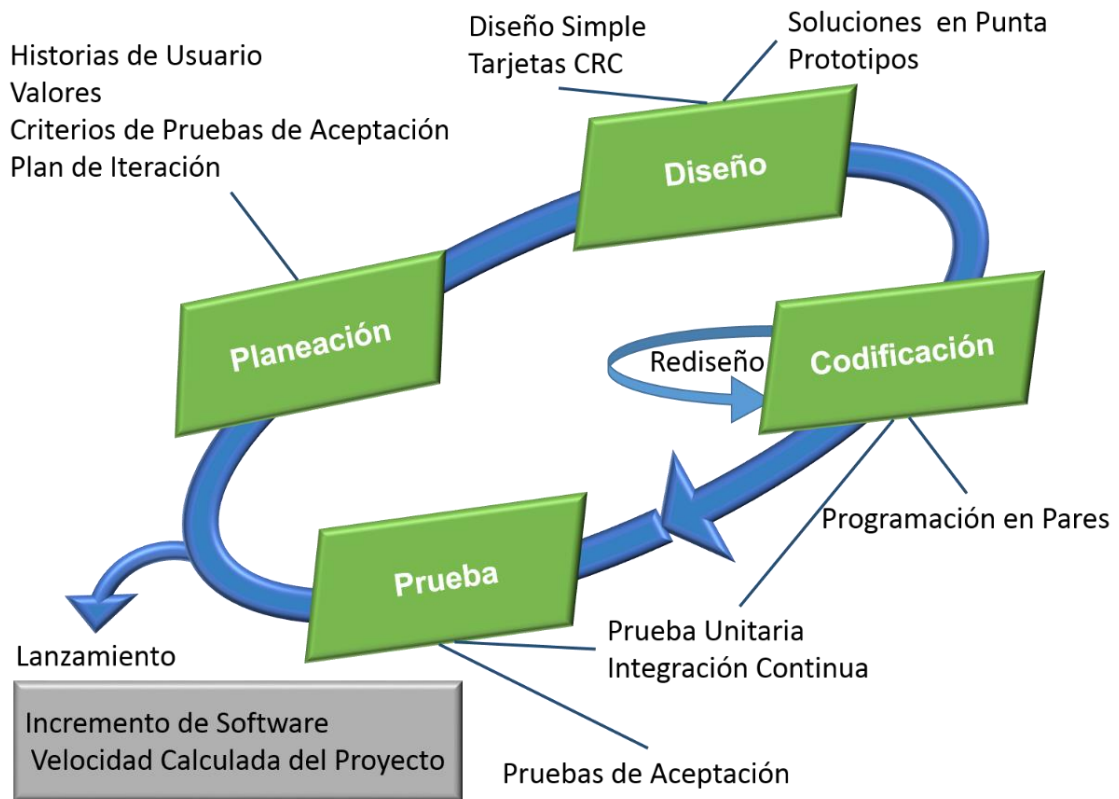 Historias de Usuario
Valores
Criterios de Pruebas de Aceptación
Plan de Iteración
Diseño Simple
Tarjetas CRC
Soluciones en Punta
Prototipos
Diseño
Planeación
Rediseño
Codificación
Programación en Pares
Prueba
Prueba Unitaria
Integración Continua
Lanzamiento
Incremento de Software
Velocidad Calculada del Proyecto
Pruebas de Aceptación